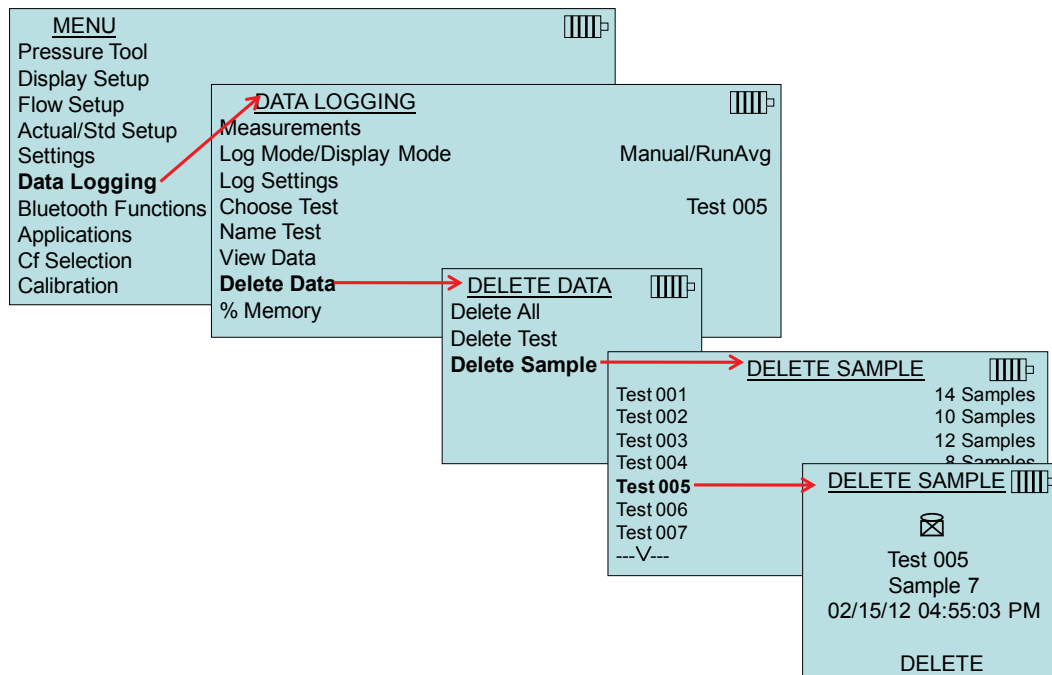 MENU
Pressure Tool
Display Setup
Flow Setup
Actual/Std Setup
Settings
Data Logging
Bluetooth Functions
Applications
Cf Selection
Calibration
DATA LOGGING
Measurements
Log Mode/Display Mode Manual/RunAvg
Log Settings
Choose Test Test 005
Name Test
View Data
Delete Data
% Memory
DELETE DATA
Delete All
Delete Test
Delete Sample
DELETE SAMPLE
Test 001 14 Samples
Test 002 10 Samples
Test 003 12 Samples
Test 004 8 Samples
Test 005
Test 006
Test 007
---V---
DELETE SAMPLE
Test 005
Sample 7
02/15/12 04:55:03 PM
DELETE